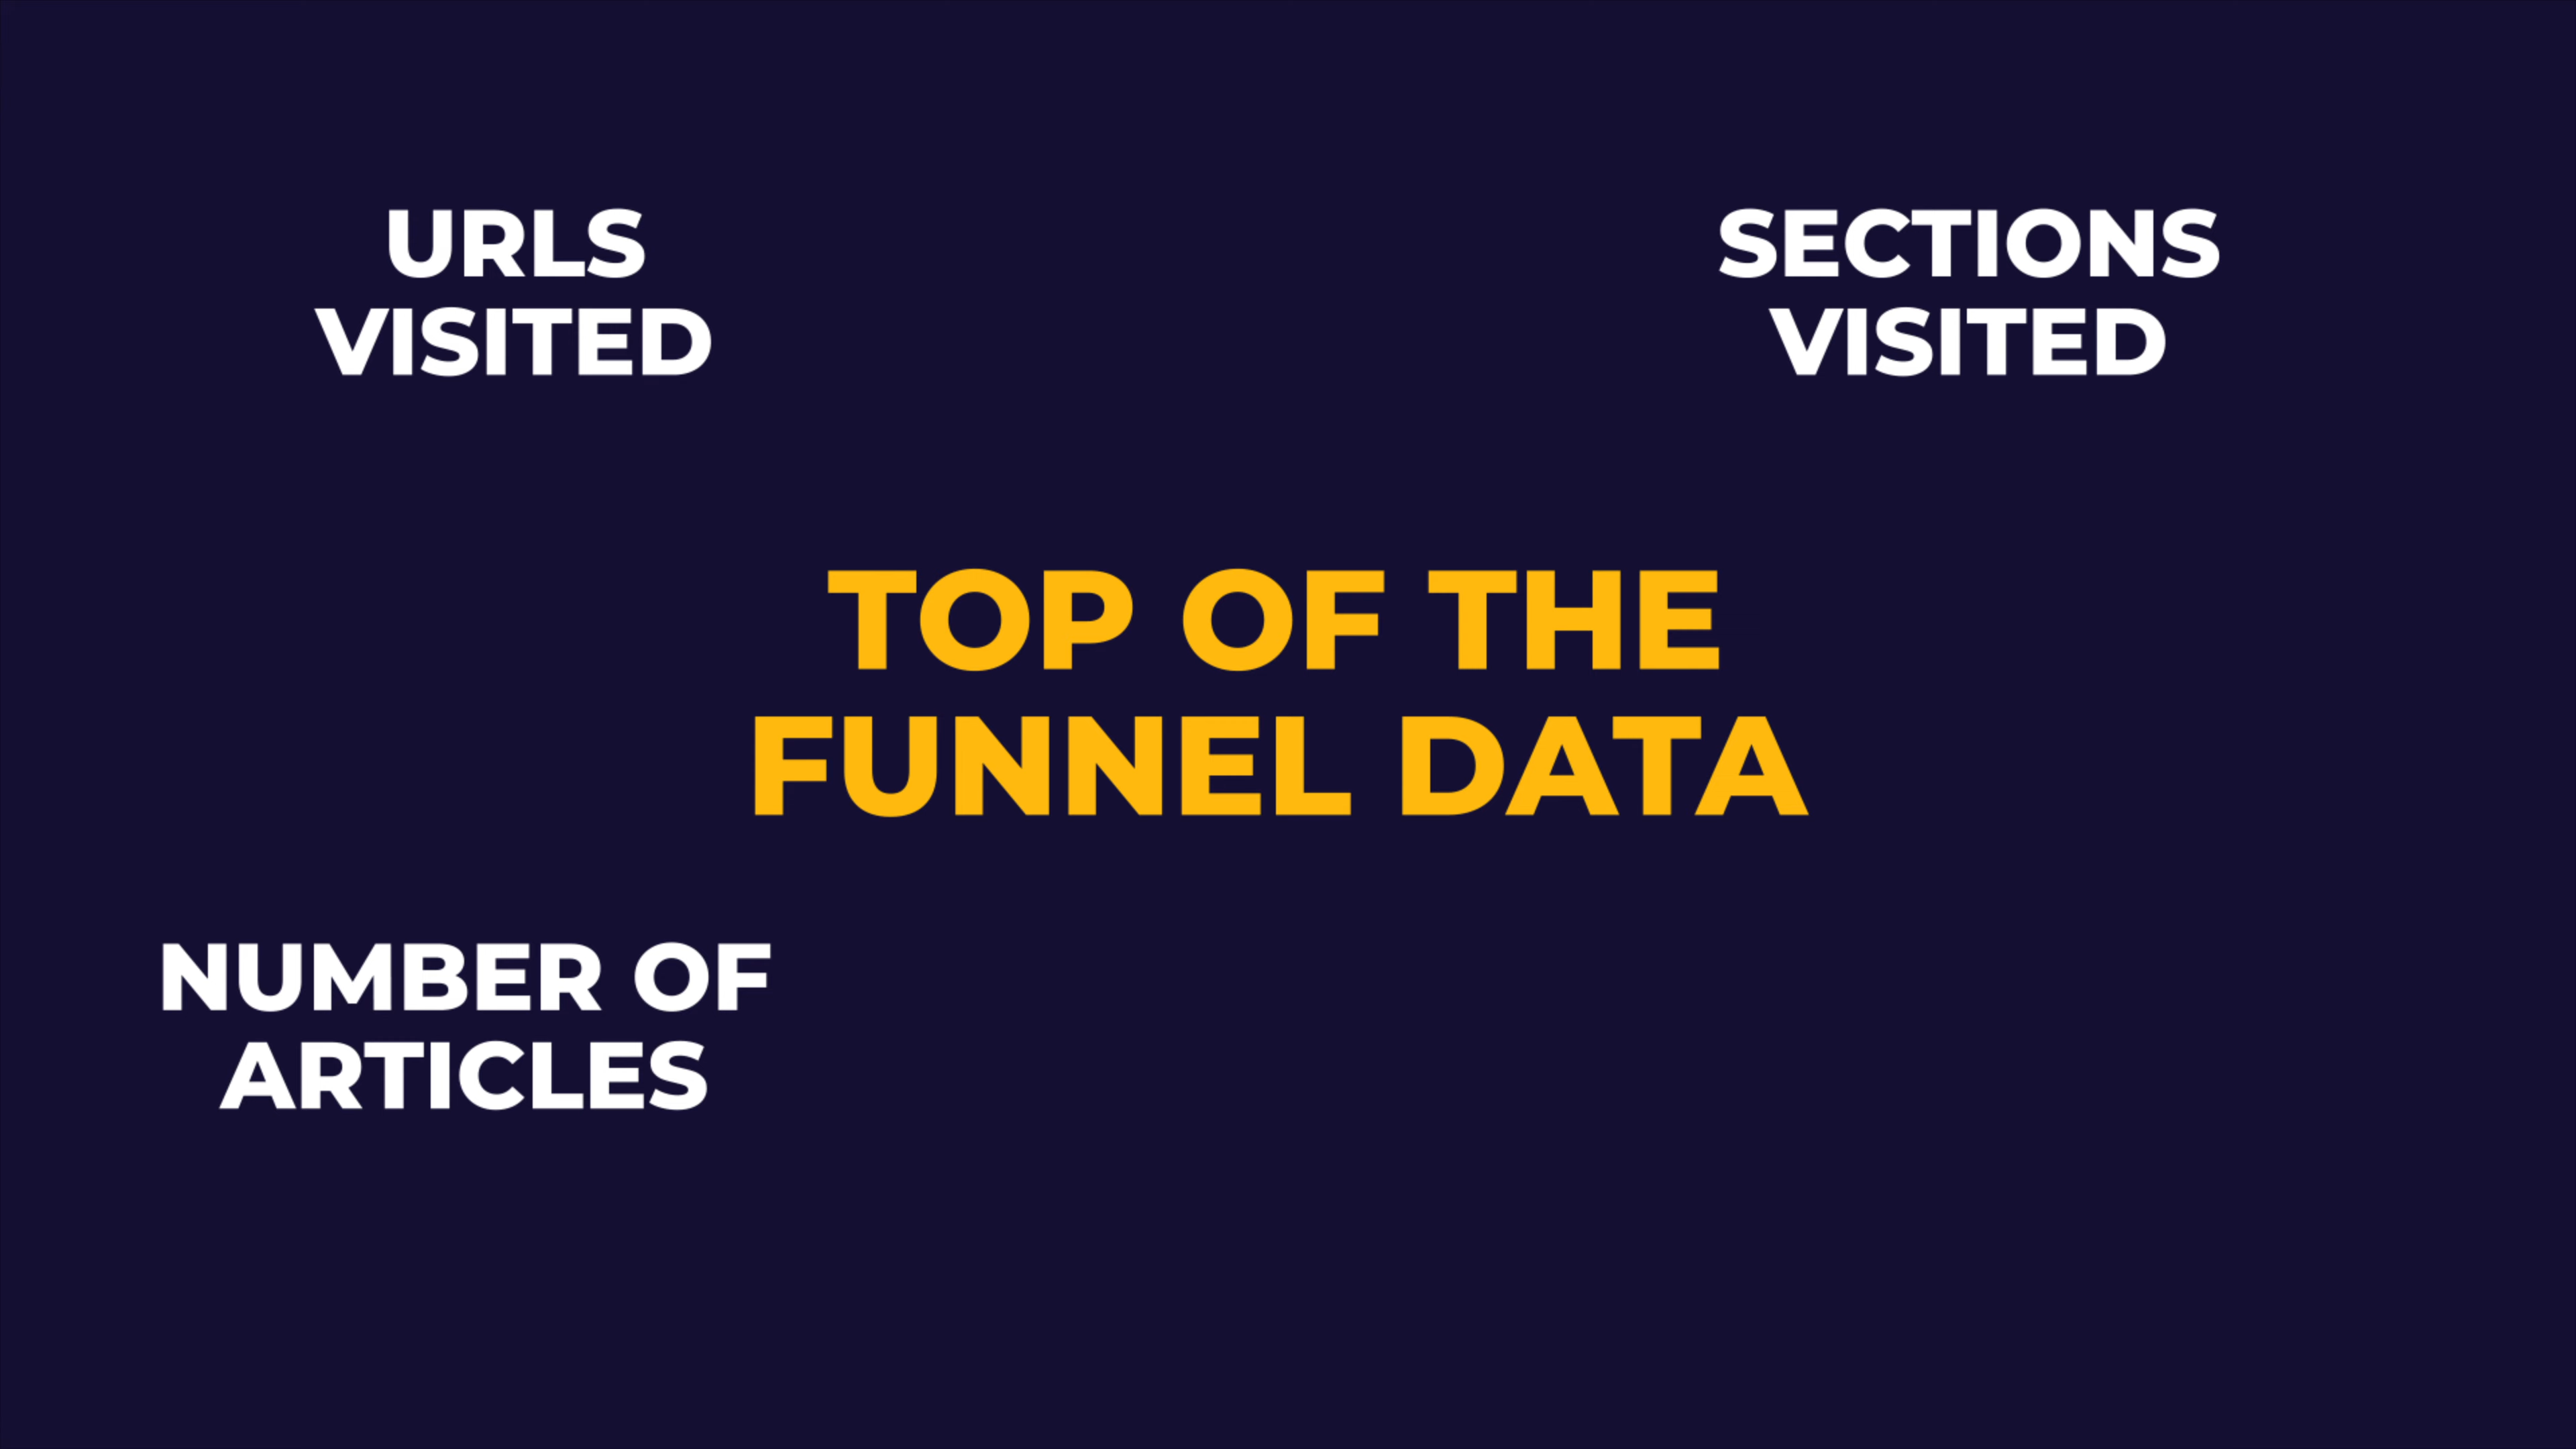 URLS
VISITED
SECTIONS
VISITED
TOP OF THE
FUNNEL DATA
NUMBER OF
ARTICLES